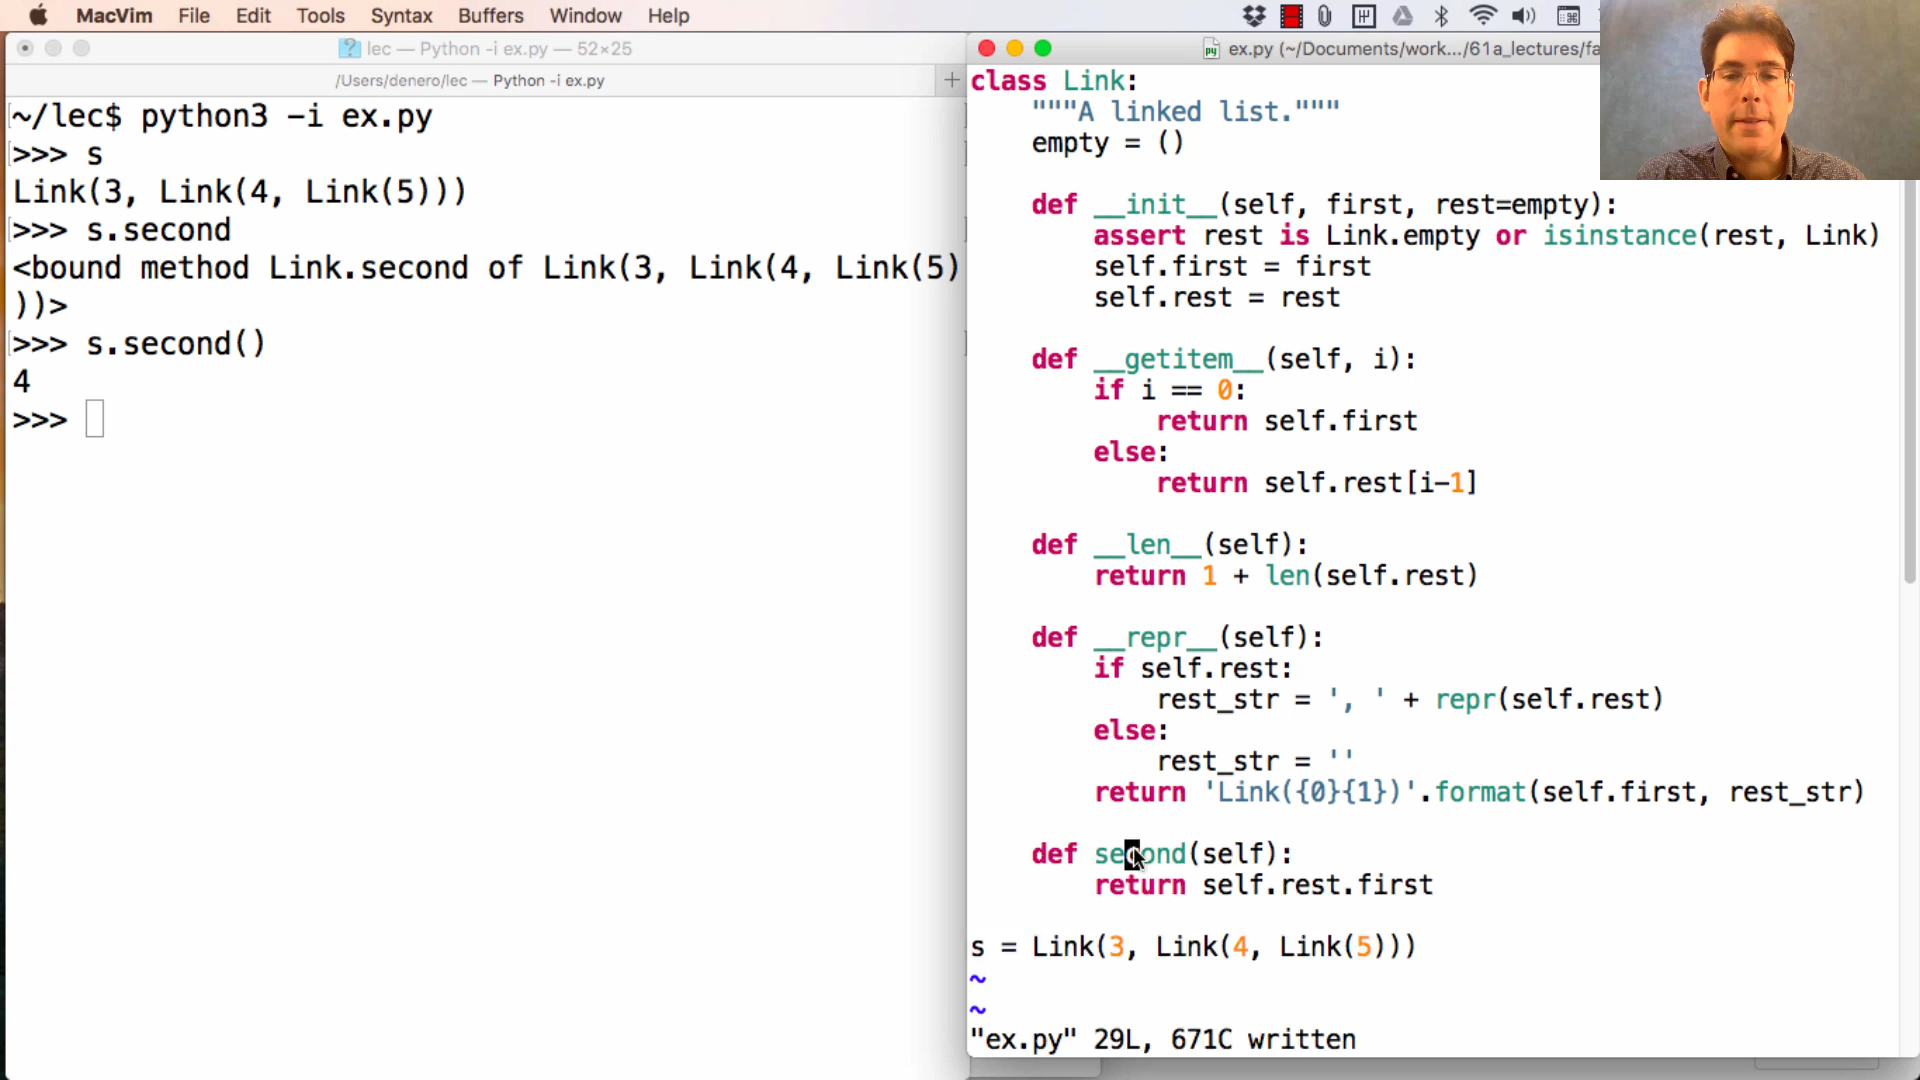 MacVim File Edit Tools Syntax Buffers Window Help
lec — Python -i ex.py — 52×25
/Users/denero/lec — Python -i ex.py
~/lec$ python3 -i ex.py
>>> s
Link(3, Link(4, Link(5)))
>>> s.second
<bound method Link.second of Link(3, Link(4, Link(5)
))>
>>> s.second()
4
>>>
ex.py (~/Documents/work.../61a_lectures/fa
class Link:
"""A linked list."""
empty = ()
def __init__(self, first, rest=empty):
assert rest is Link.empty or isinstance(rest, Link)
self.first = first
self.rest = rest
def __getitem__(self, i):
if i == 0:
return self.first
else:
return self.rest[i-1]
def __len__(self):
return 1 + len(self.rest)
def __repr__(self):
if self.rest:
rest_str = ', ' + repr(self.rest)
else:
rest_str = ''
return 'Link({0}{1})'.format(self.first, rest_str)
def second(self):
return self.rest.first
s = Link(3, Link(4, Link(5)))
~
~
"ex.py" 29L, 671C written